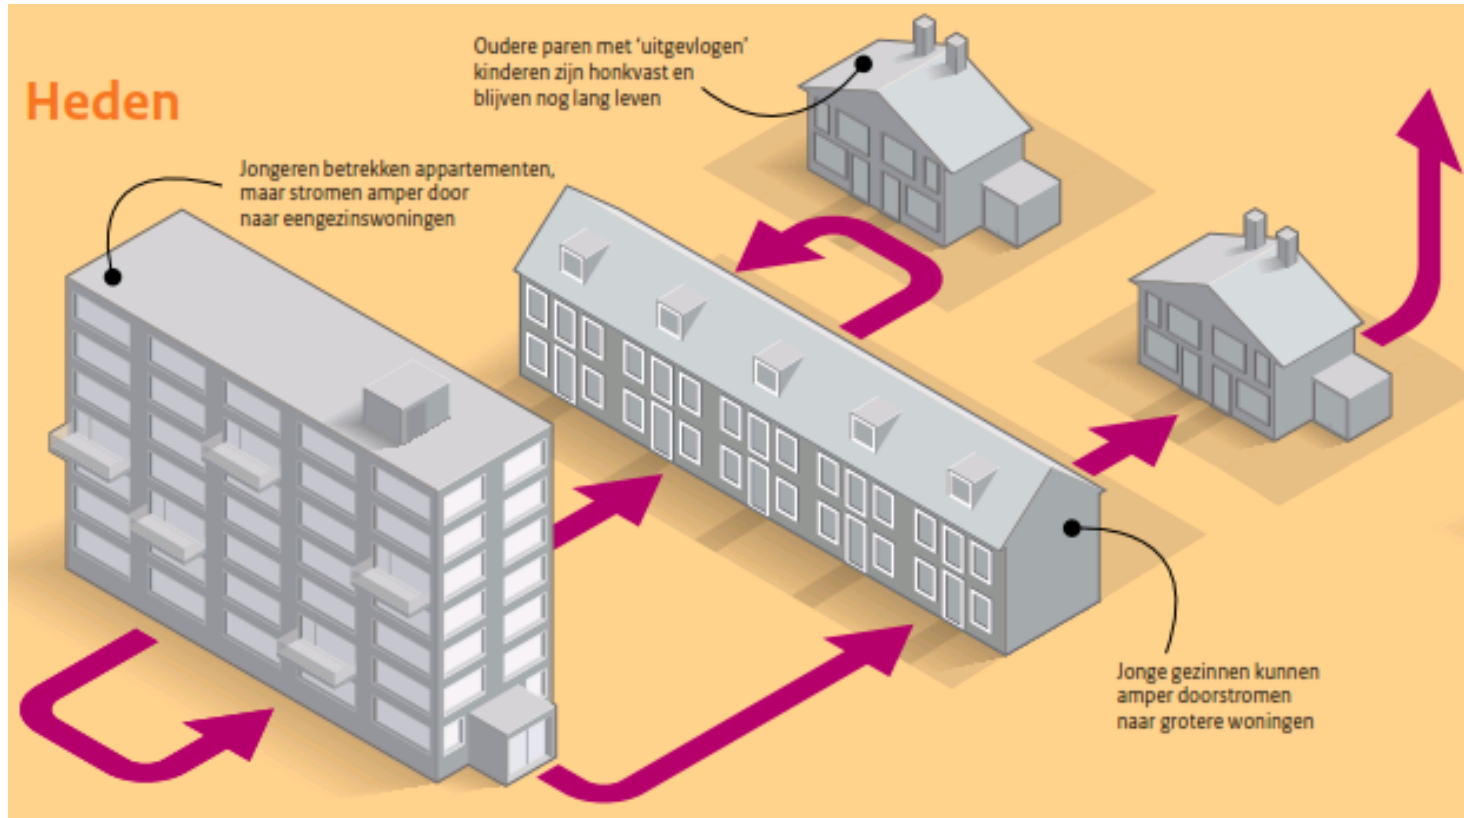 Heden
Oudere paren met ‘uitgevlogen’
kinderen zijn honkvast en
blijven nog lang leven
Jongeren betrekken appartementen,
maar stromen amper door
naar eengezinswoningen
Jonge gezinnen kunnen
amper doorstromen
naar grotere woningen